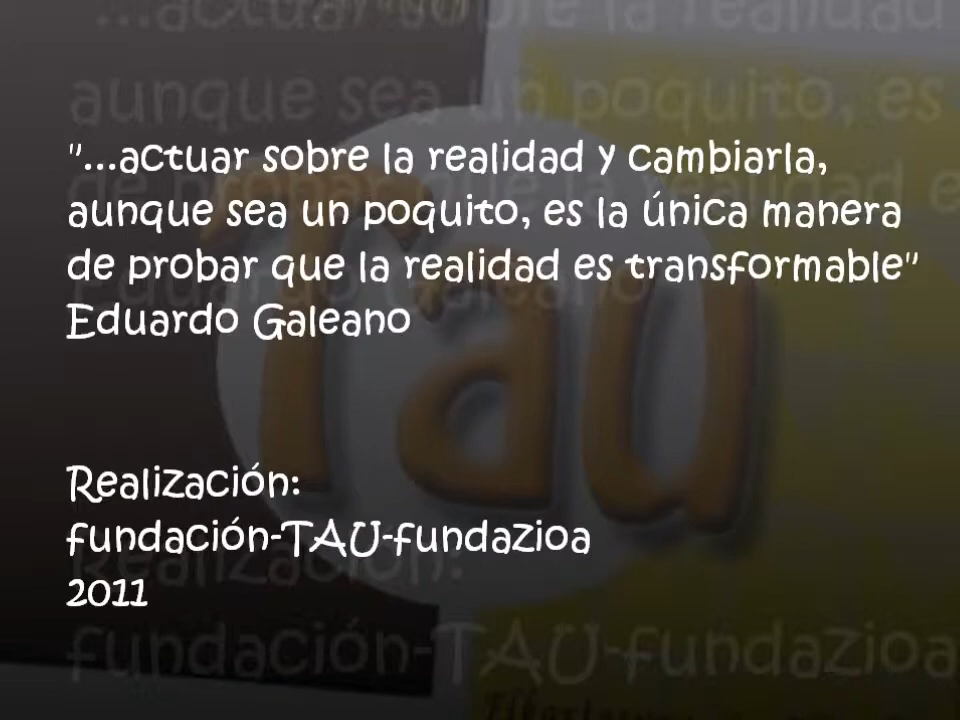 "...actuar sobre la realidad y cambiarla,
aunque sea un poquito, es la única manera
de probar que la realidad es transformable"
Eduardo Galeano
Realización:
fundación-TAU-fundazioa
2011
Tau